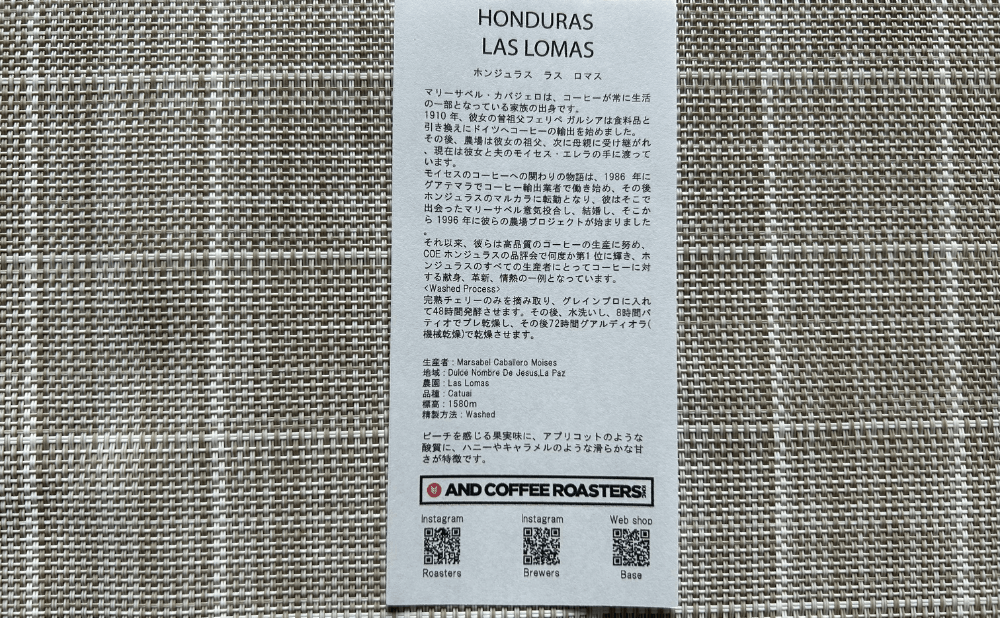 HONDURAS
LAS LOMAS
ホンジュラス ラス ロマス
マリーサベル・カバジェロは、コーヒーが常に生活
の一部となっている家族の出身です。
1910 年、彼女の曽祖父フェリペ ガルシアは食料品と
引き換えにドイツへコーヒーの輸出を始めました。
その後、農場は彼女の祖父、次に母親に受け継がれ
、現在は彼女と夫のモイセス・エレラの手に渡って
います。
モイセスのコーヒーへの関わりの物語は、1986 年に
グアテマラでコーヒー輸出業者で働き始め、その後
ホンジュラスのマルカラに転勤となり、彼はそこで
出会ったマリーサベル意気投合し、結婚し、そこか
ら 1996 年に彼らの農場プロジェクトが始まりました
。
それ以来、彼らは高品質のコーヒーの生産に努め、
COE ホンジュラスの品評会で何度か第1 位に輝き、ホ
ンジュラスのすべての生産者にとってコーヒーに対
する献身、革新、情熱の一例となっています。
<Washed Process>
完熟チェリーのみを摘み取り、グレインプロに入れ
て48時間発酵させます。その後、水洗いし、8時間パ
ティオでプレ乾燥し、その後72時間グアルディオラ(
機械乾燥)で乾燥させます。
生産者 : Marsabel Caballero Moises
地域 : Dulce Nombre De Jesus,La Paz
農園 : Las Lomas
品種 : Catuai
標高 : 1580m
精製方法 : Washed
ピーチを感じる果実味に、アプリコットのような
酸質に、ハニーやキャラメルのような滑らかな甘
さが特徴です。
AND COFFEE ROASTERS
Instagram Instagram Web shop
Roasters Brewers Base